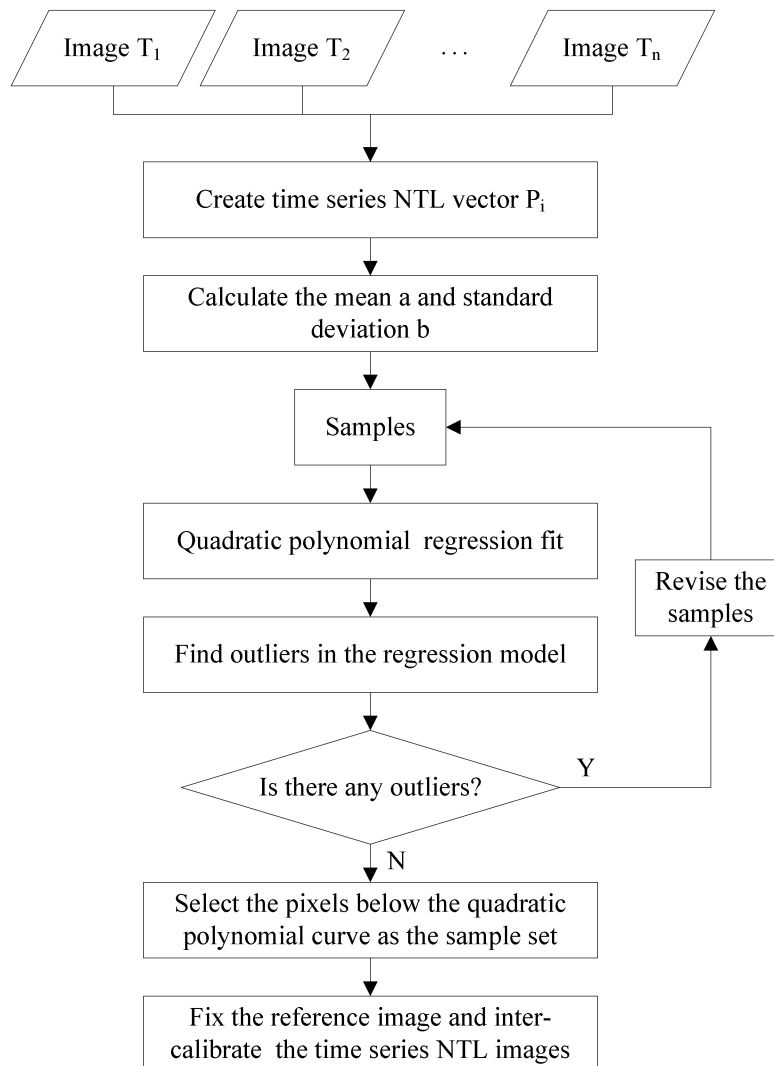 Image T1
Image T2
...
Image Tn
Create time series NTL vector Pi
Calculate the mean a and standard
deviation b
Samples
Quadratic polynomial regression fit
Revise the
samples
Find outliers in the regression model
Is there any outliers?
Y
N
Select the pixels below the quadratic
polynomial curve as the sample set
Fix the reference image and inter-
calibrate the time series NTL images